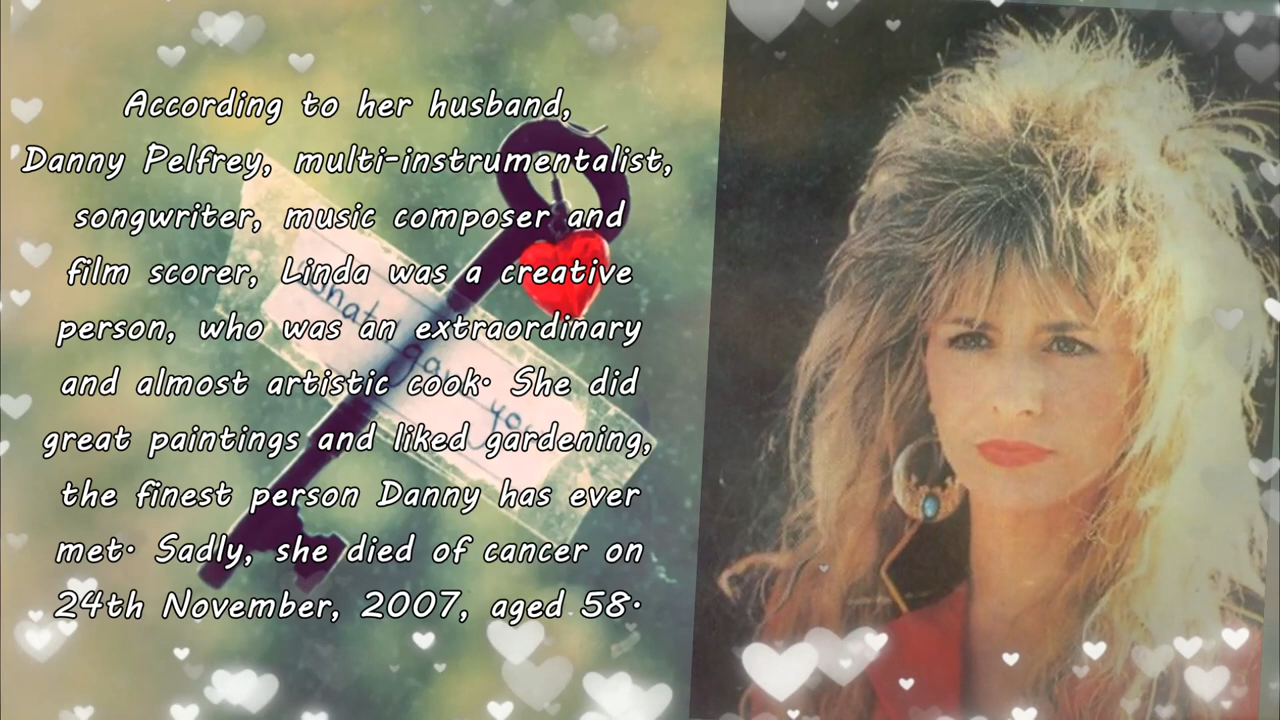 According to her husband,
Danny Pelfrey, multi-instrumentalist,
songwriter, music composer and
film scorer, Linda was a creative
person, who was an extraordinary
and almost artistic cook. She did
great paintings and liked gardening,
the finest person Danny has ever
met. Sadly, she died of cancer on
24th November, 2007, aged 58.